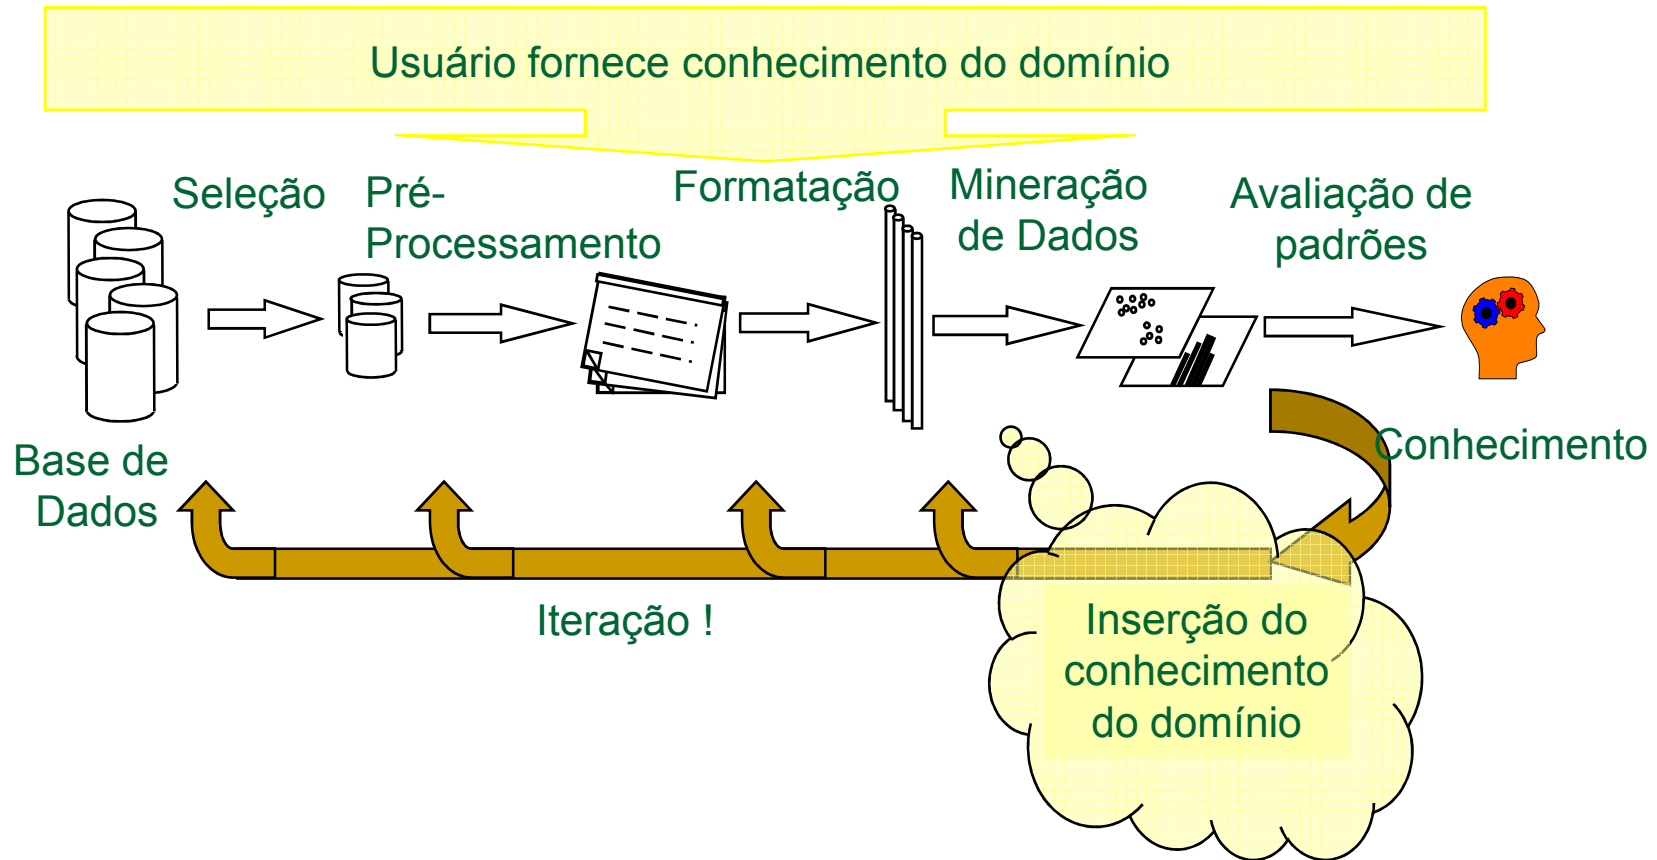 Usuário fornece conhecimento do domínio
Seleção
Pré-
Processamento
Formatação
Mineração
de Dados
Avaliação de
padrões
Base de
Dados
Conhecimento
Iteração !
Inserção do
conhecimento
do domínio